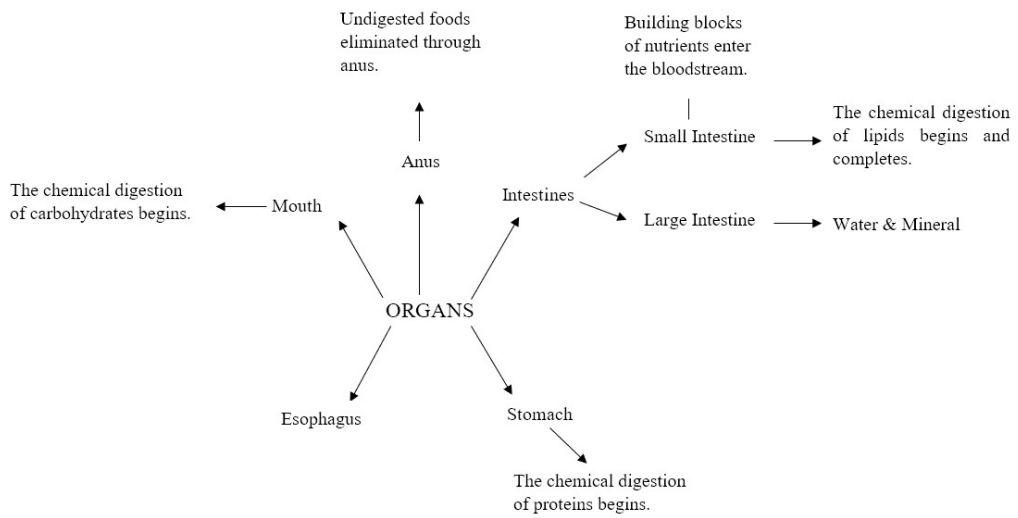 Undigested foods
eliminated through
anus.
Building blocks
of nutrients enter
the bloodstream.
The chemical digestion
of lipids begins and
completes.
Small Intestine
Anus
Intestines
The chemical digestion
of carbohydrates begins.
Mouth
Large Intestine
Water & Mineral
ORGANS
Esophagus
Stomach
The chemical digestion
of proteins begins.